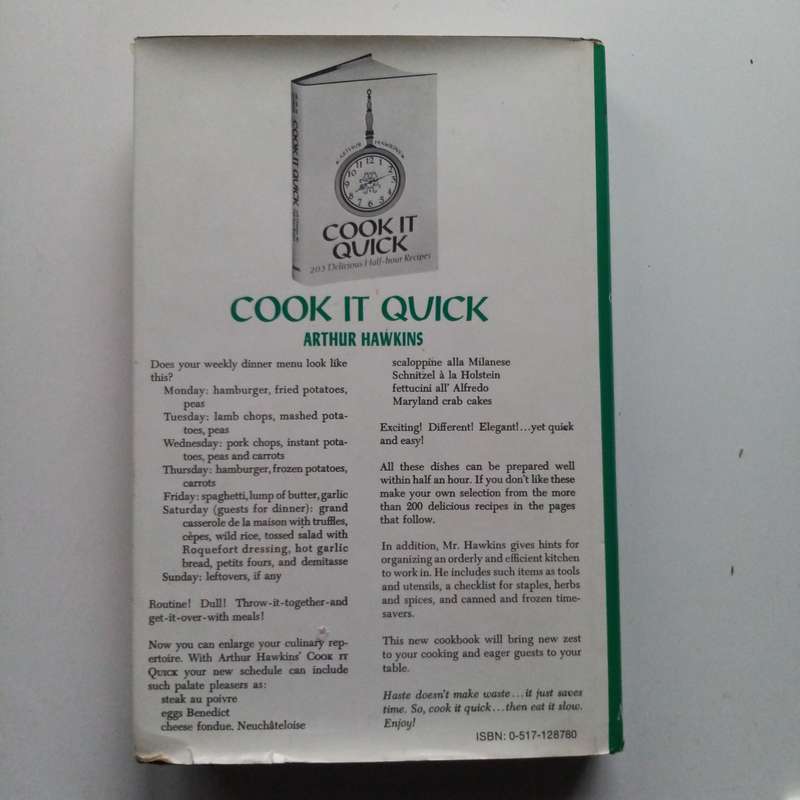 ARTHUR HAWKINS
COOK IT QUICK
12
1
2
3
7
8
9
10
11
COOK IT
QUICK
203 Delicious Half-hour Recipes
COOK IT QUICK
ARTHUR HAWKINS
Does your weekly dinner menu look like
this?
Monday: hamburger, fried potatoes,
peas
Tuesday: lamb chops, mashed pota-
toes, peas
Wednesday: pork chops, instant pota-
toes, peas and carrots
Thursday: hamburger, frozen potatoes,
carrots
Friday: spaghetti, lump of butter, garlic
Saturday (guests for dinner): grand
casserole de la maison with truffles,
cèpes, wild rice, tossed salad with
Roquefort dressing, hot garlic
bread, petits fours, and demitasse
Sunday: leftovers, if any
Routine! Dull! Throw-it-together-and
get-it-over-with meals!
Now you can enlarge your culinary rep-
ertoire. With Arthur Hawkins' COOK IT
QUICK your new schedule can include
such palate pleasers as:
steak au poivre
eggs Benedict
cheese fondue. Neuchâteloise
scaloppine alla Milanese
Schnitzel à la Holstein
fettucini all' Alfredo
Maryland crab cakes
Exciting! Different! Elegant!...yet quick
and easy!
All these dishes can be prepared well
within half an hour. If you don't like these
make your own selection from the more
than 200 delicious recipes in the pages
that follow.
In addition, Mr. Hawkins gives hints for
organizing an orderly and efficient kitchen
to work in. He includes such items as tools
and utensils, a checklist for staples, herbs
and spices, and canned and frozen time-
savers.
This new cookbook will bring new zest
to your cooking and eager guests to your
table.
Haste doesn't make waste...it just saves
time. So, cook it quick...then eat it slow.
Enjoy!
ISBN: 0-517-128780